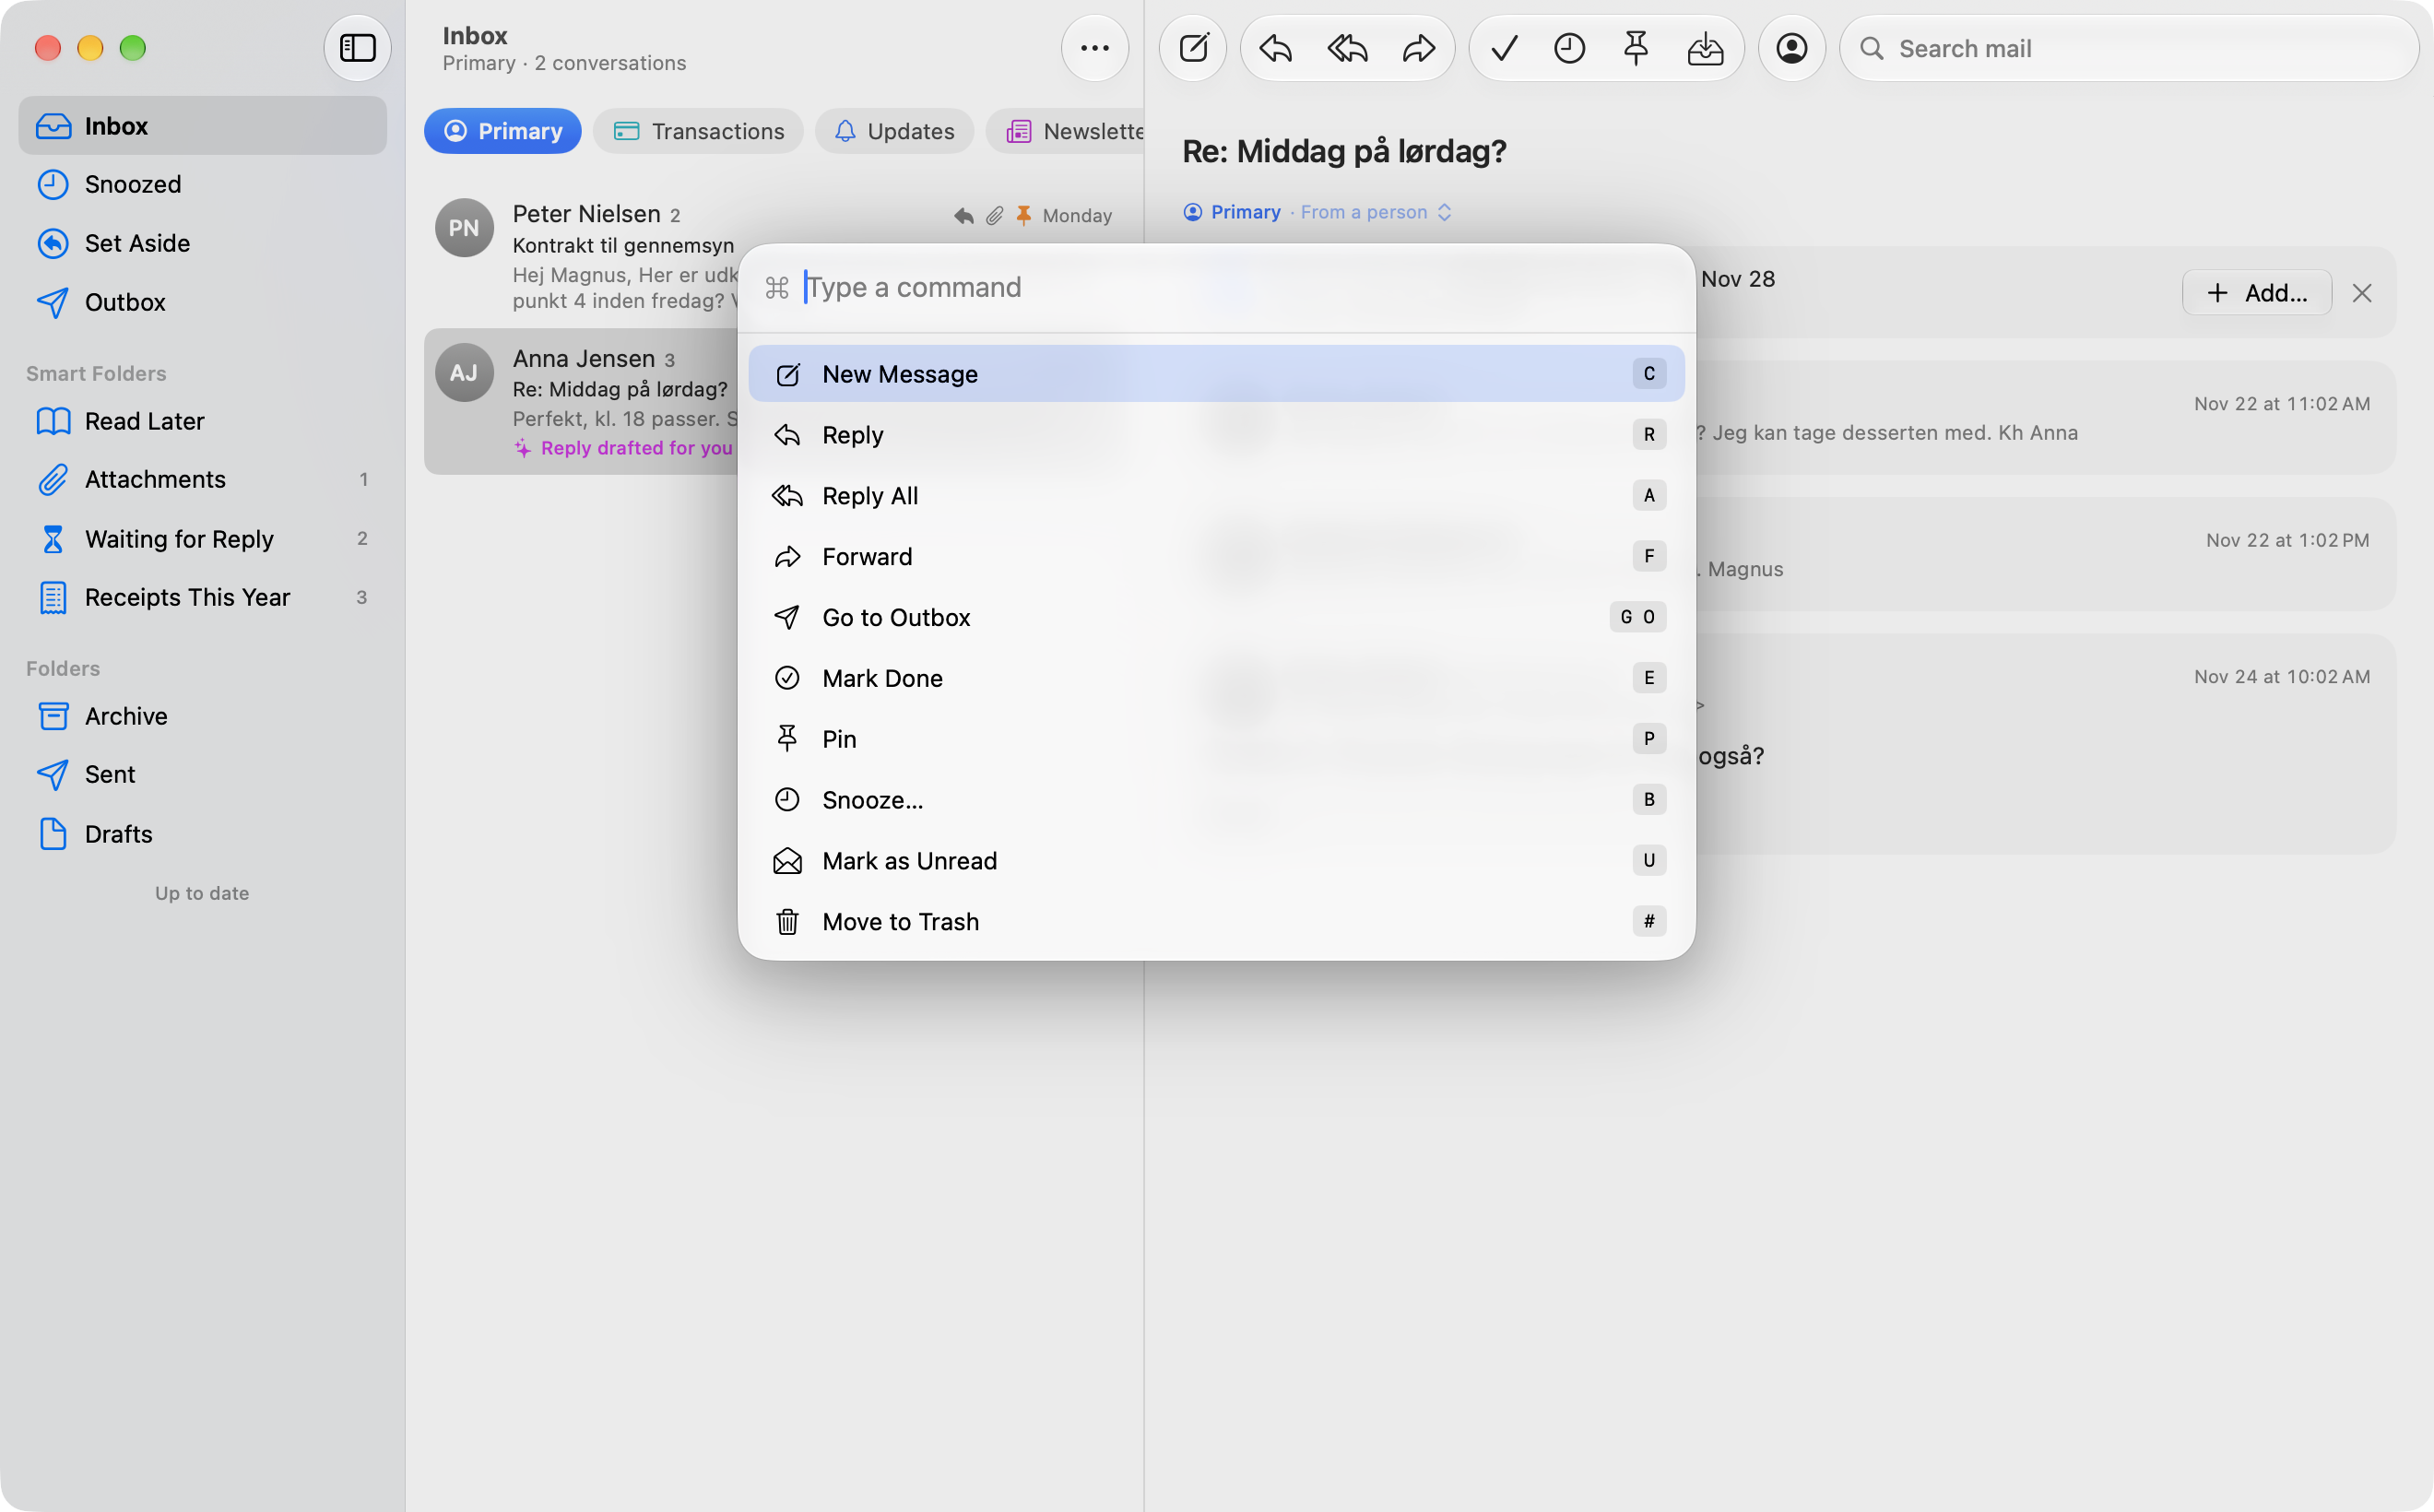 Inbox
Snoozed
Set Aside
Outbox
Smart Folders
Read Later
Attachments 1
Waiting for Reply 2
Receipts This Year 3
Folders
Archive
Sent
Drafts
Up to date
Inbox
Primary · 2 conversations
Primary Transactions Updates
PN
Peter Nielsen 2 Monday
Kontrakt til gennemsyn
Hej Magnus, Her er
punkt 4 inden fredag?
AJ
Anna Jensen 3
Re: Middag på lørdag?
Perfekt, kl. 18 passer.
Reply drafted for you
Search mail
Re: Middag på lørdag?
Primary · From a person
Nov 28
+ Add...
Nov 22 at 11:02 AM
? Jeg kan tage desserten med. Kh Anna
Nov 22 at 1:02 PM
. Magnus
Nov 24 at 10:02 AM
>
også?
⌘ Type a command
New Message C
Reply R
Reply All A
Forward F
Go to Outbox G O
Mark Done E
Pin P
Snooze... B
Mark as Unread U
Move to Trash #